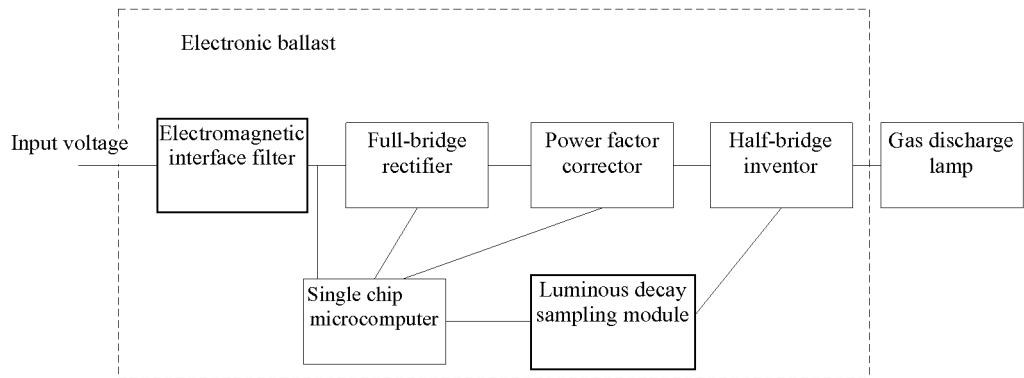 Electronic ballast
Input voltage
Electromagnetic
interface filter
Full-bridge
rectifier
Power factor
corrector
Half-bridge
inventor
Gas discharge
lamp
Single chip
microcomputer
Luminous decay
sampling module